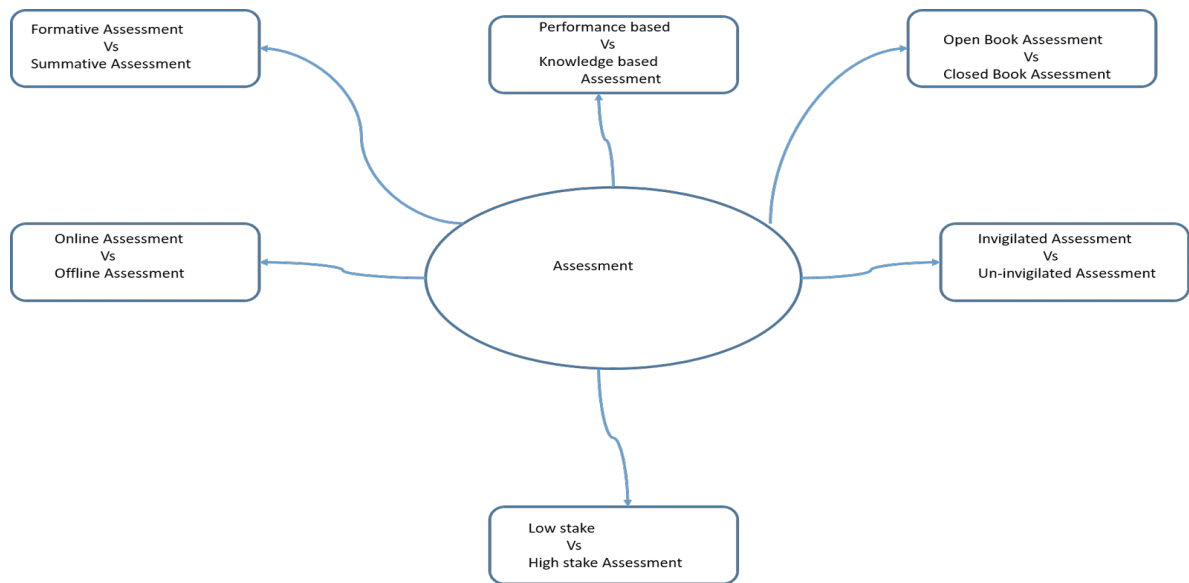 Formative Assessment
Vs
Summative Assessment
Performance based
Vs
Knowledge based
Assessment
Open Book Assessment
Vs
Closed Book Assessment
Online Assessment
Vs
Offline Assessment
Assessment
Invigilated Assessment
Vs
Un-invigilated Assessment
Low stake
Vs
High stake Assessment